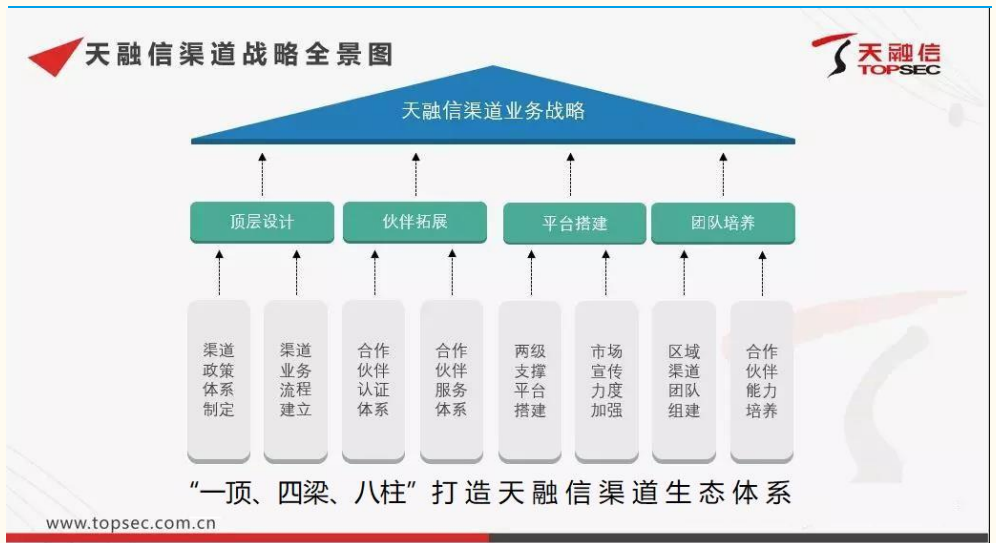 天融信渠道战略全景图
天融信
TOPSEC
天融信渠道业务战略
顶层设计
伙伴拓展
平台搭建
团队培养
渠道
政策
体系
制定
渠道
业务
流程
建立
合作
伙伴
认证
体系
合作
伙伴
服务
体系
两级
支撑
平台
搭建
市场
宣传
力度
加强
区域
渠道
团队
组建
合作
伙伴
能力
培养
“一顶、四梁、八柱”打造天融信渠道生态体系
www.topsec.com.cn